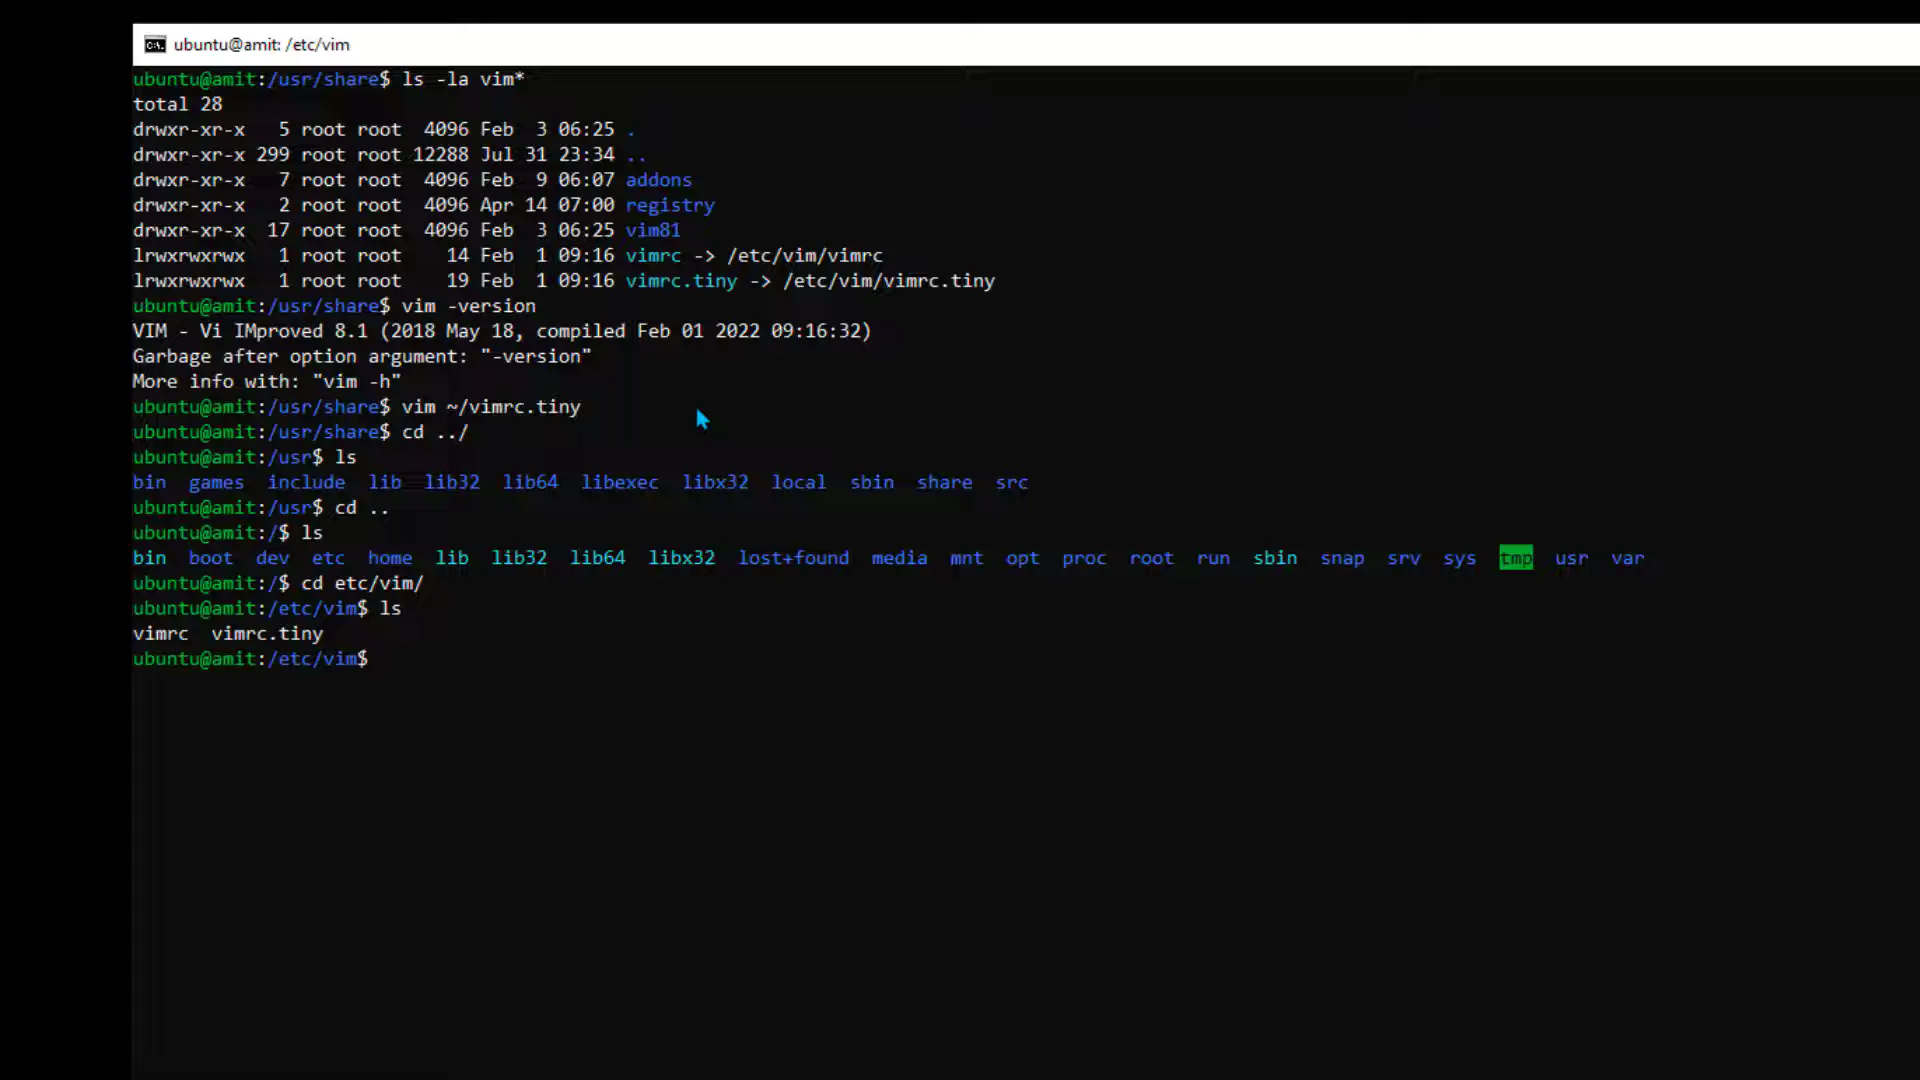 ubuntu@amit: /etc/vim
ubuntu@amit:/usr/share$ ls -la vim*
total 28
drwxr-xr-x   5 root root  4096 Feb  3 06:25 .
drwxr-xr-x 299 root root 12288 Jul 31 23:34 ..
drwxr-xr-x   7 root root  4096 Feb  9 06:07 addons
drwxr-xr-x   2 root root  4096 Apr 14 07:00 registry
drwxr-xr-x  17 root root  4096 Feb  3 06:25 vim81
lrwxrwxrwx   1 root root    14 Feb  1 09:16 vimrc -> /etc/vim/vimrc
lrwxrwxrwx   1 root root    19 Feb  1 09:16 vimrc.tiny -> /etc/vim/vimrc.tiny
ubuntu@amit:/usr/share$ vim -version
VIM - Vi IMproved 8.1 (2018 May 18, compiled Feb 01 2022 09:16:32)
Garbage after option argument: "-version"
More info with: "vim -h"
ubuntu@amit:/usr/share$ vim ~/vimrc.tiny
ubuntu@amit:/usr/share$ cd ../
ubuntu@amit:/usr$ ls
bin  games  include  lib  lib32  lib64  libexec  libx32  local  sbin  share  src
ubuntu@amit:/usr$ cd ..
ubuntu@amit:/$ ls
bin  boot  dev  etc  home  lib  lib32  lib64  libx32  lost+found  media  mnt  opt  proc  root  run  sbin  snap  srv  sys  tmp  usr  var
ubuntu@amit:/$ cd etc/vim/
ubuntu@amit:/etc/vim$ ls
vimrc  vimrc.tiny
ubuntu@amit:/etc/vim$